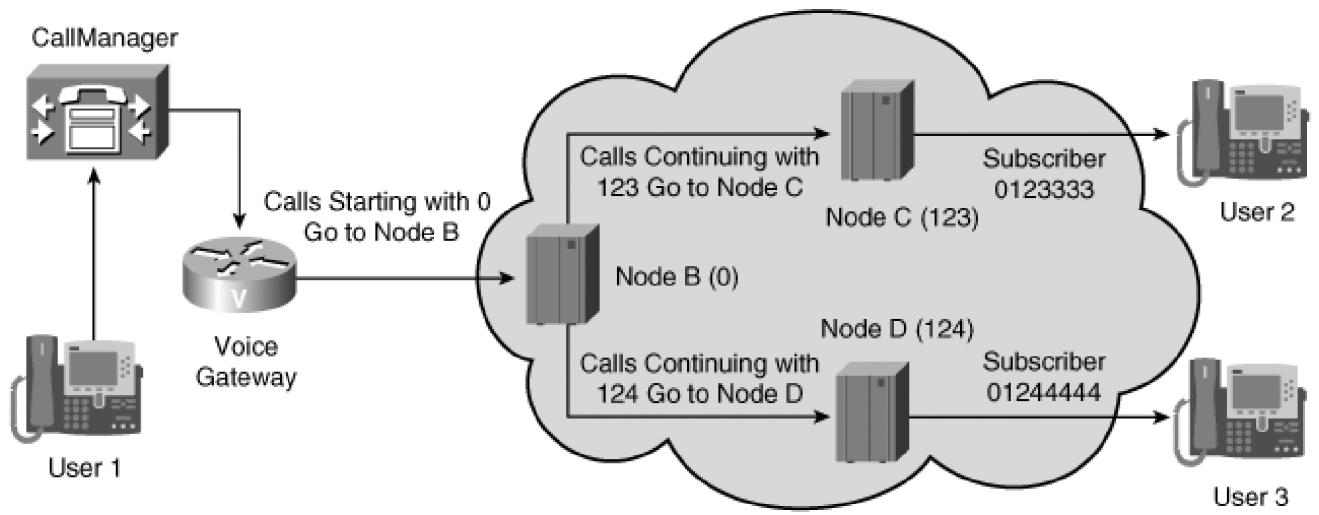 CallManager
Calls Starting with 0
Go to Node B
V
Voice
Gateway
User 1
Node B (0)
Calls Continuing with
123 Go to Node C
Node C (123)
Subscriber
0123333
User 2
Calls Continuing with
124 Go to Node D
Node D (124)
Subscriber
01244444
User 3